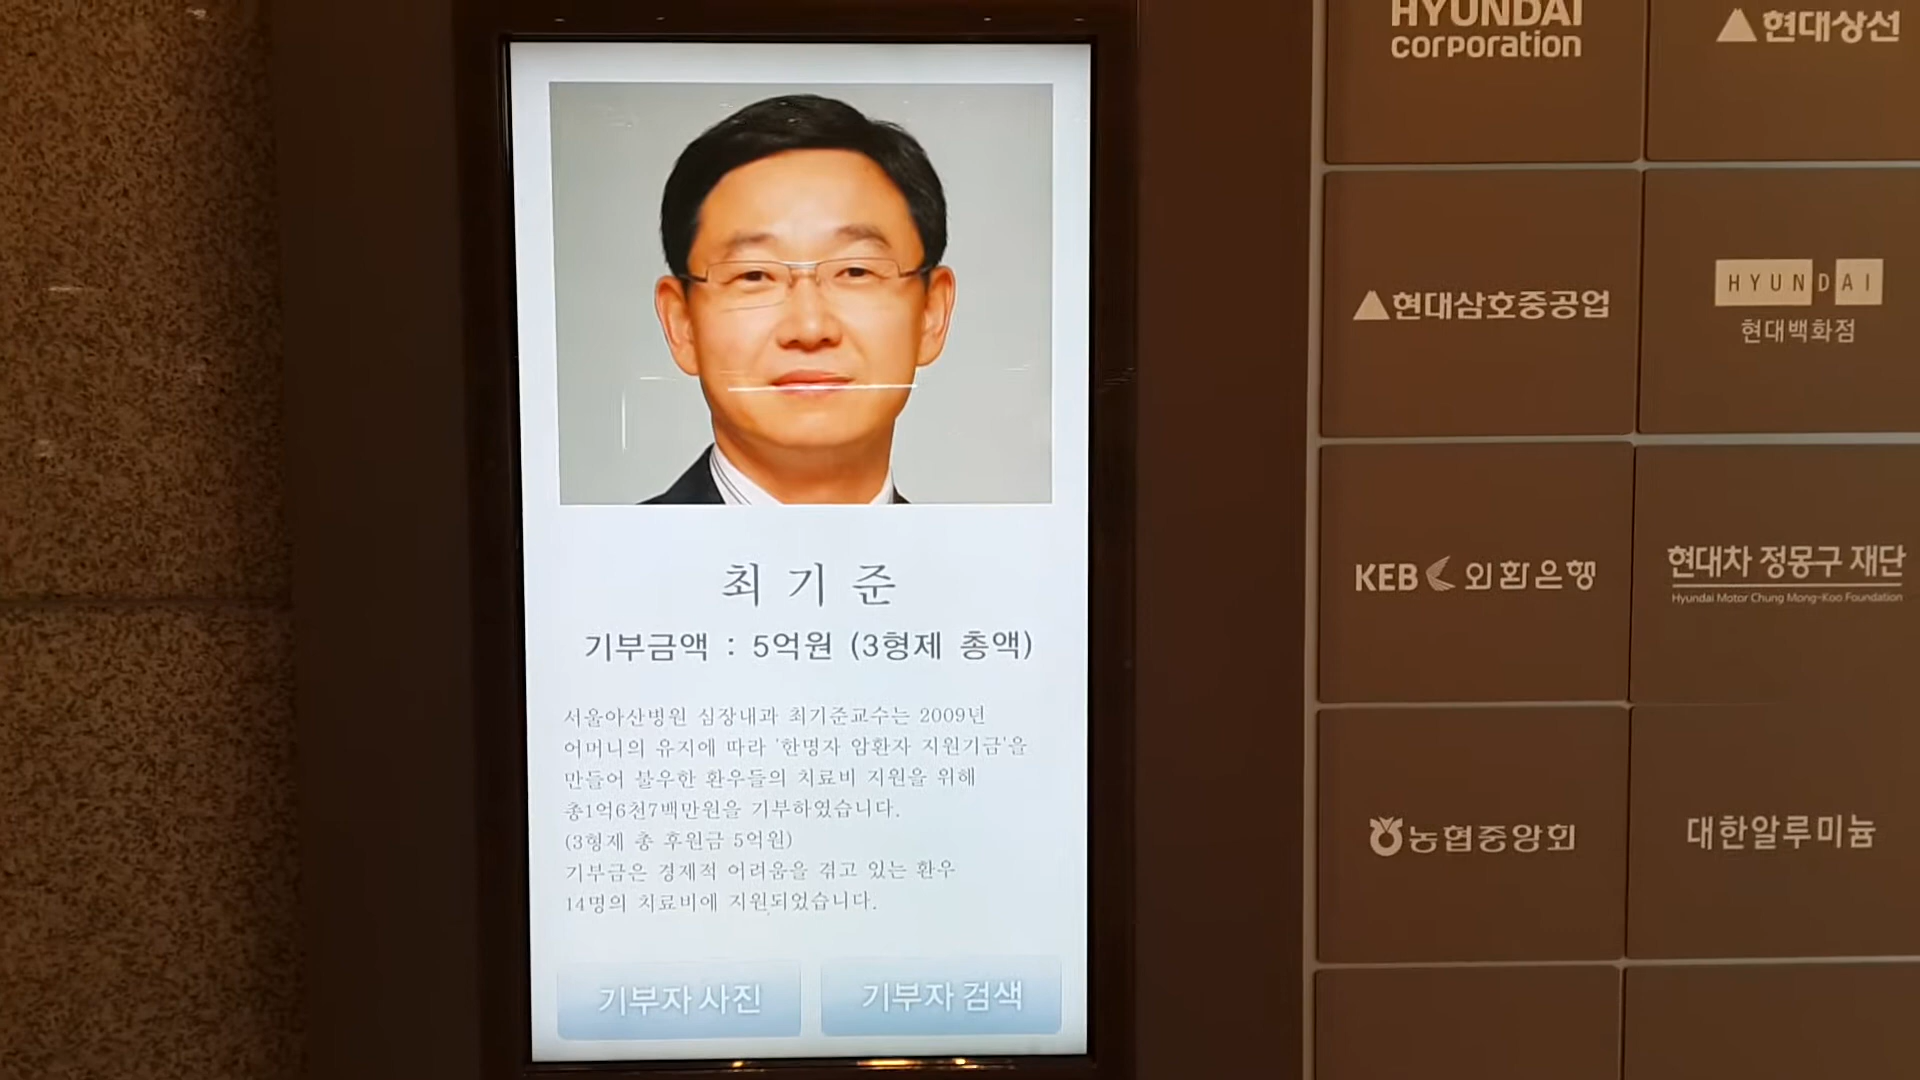 최 기 준
기부금액 : 5억원 (3형제 총액)
서울아산병원 심장내과 최기준교수는 2009년
어머니의 유지에 따라 '한명자 암환자 지원기금'을
만들어 불우한 환우들의 치료비 지원을 위해
총1억6천7백만원을 기부하였습니다.
(3형제 총 후원금 5억원)
기부금은 경재적 어려움을 겪고 있는 환우
14명의 치료비에 지원되었습니다.
기부자 사진
기부자 검색
HYUNDAI
corporation
현대상선
현대삼호중공업
HYUNDAI
현대백화점
KEB 외환은행
현대차 정몽구 재단
Hyundai Motor Chung Mong-Koo Foundation
농협중앙회
대한알루미늄